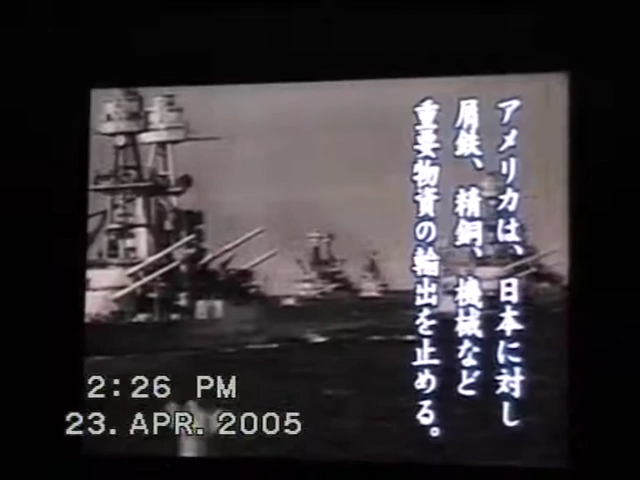 アメリカは、日本に対し
屑鉄、精銅、機械など
重要物資の輸出を止める。
2:26 PM
23. APR. 2005